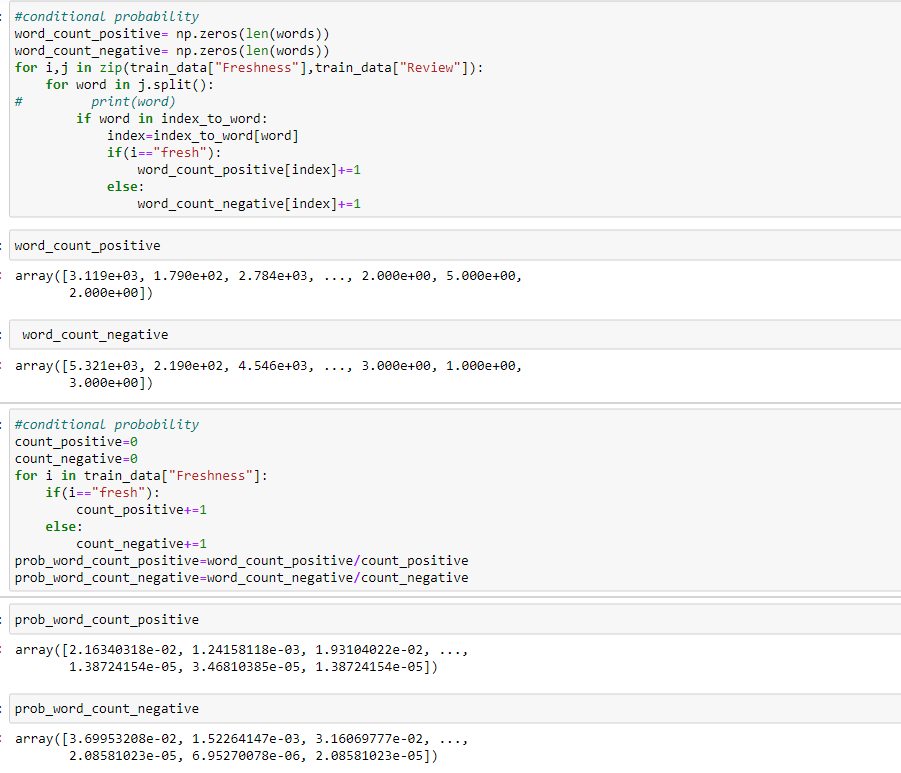 #conditional probability
word_count_positive= np.zeros(len(words))
word_count_negative= np.zeros(len(words))
for i,j in zip(train_data["Freshness"],train_data["Review"]):
    for word in j.split():
#         print(word)
        if word in index_to_word:
            index=index_to_word[word]
            if(i=="fresh"):
                word_count_positive[index]+=1
            else:
                word_count_negative[index]+=1
word_count_positive
array([3.119e+03, 1.790e+02, 2.784e+03, ..., 2.000e+00, 5.000e+00,
       2.000e+00])
 word_count_negative
array([5.321e+03, 2.190e+02, 4.546e+03, ..., 3.000e+00, 1.000e+00,
       3.000e+00])
#conditional probobility
count_positive=0
count_negative=0
for i in train_data["Freshness"]:
    if(i=="fresh"):
        count_positive+=1
    else:
        count_negative+=1
prob_word_count_positive=word_count_positive/count_positive
prob_word_count_negative=word_count_negative/count_negative
prob_word_count_positive
array([2.16340318e-02, 1.24158118e-03, 1.93104022e-02, ...,
       1.38724154e-05, 3.46810385e-05, 1.38724154e-05])
prob_word_count_negative
array([3.69953208e-02, 1.52264147e-03, 3.16069777e-02, ...,
       2.08581023e-05, 6.95270078e-06, 2.08581023e-05])